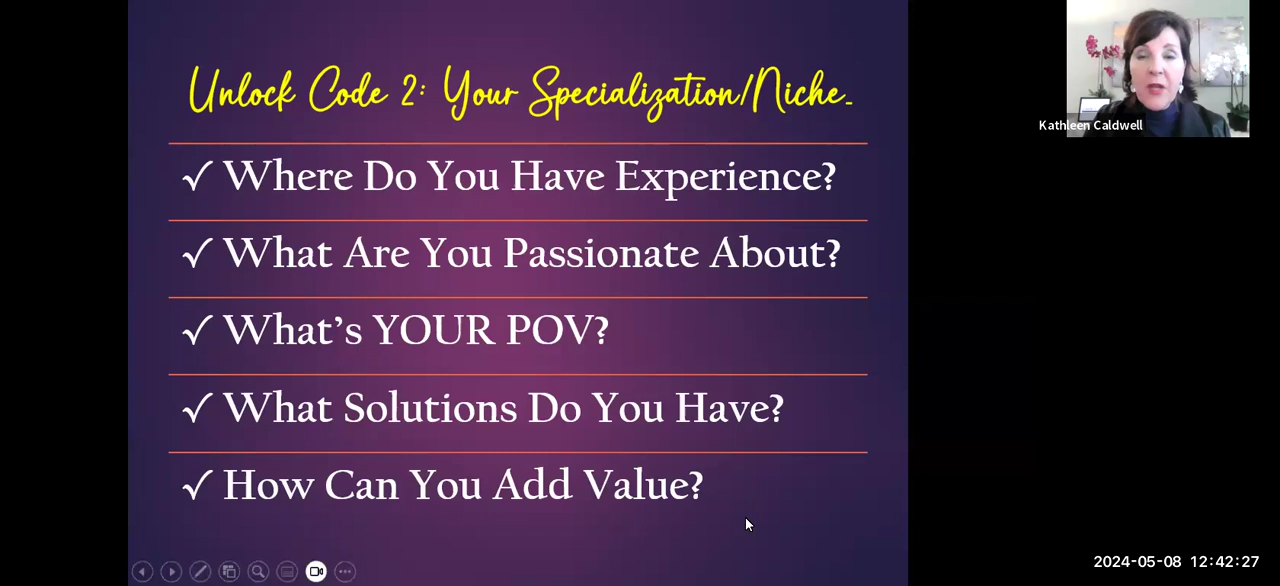 Unlock Code 2: Your Specialization/Niche-
✓ Where Do You Have Experience?
✓ What Are You Passionate About?
✓ What's YOUR POV?
✓ What Solutions Do You Have?
✓ How Can You Add Value?
Kathleen Caldwell
2024-05-08 12:42:27